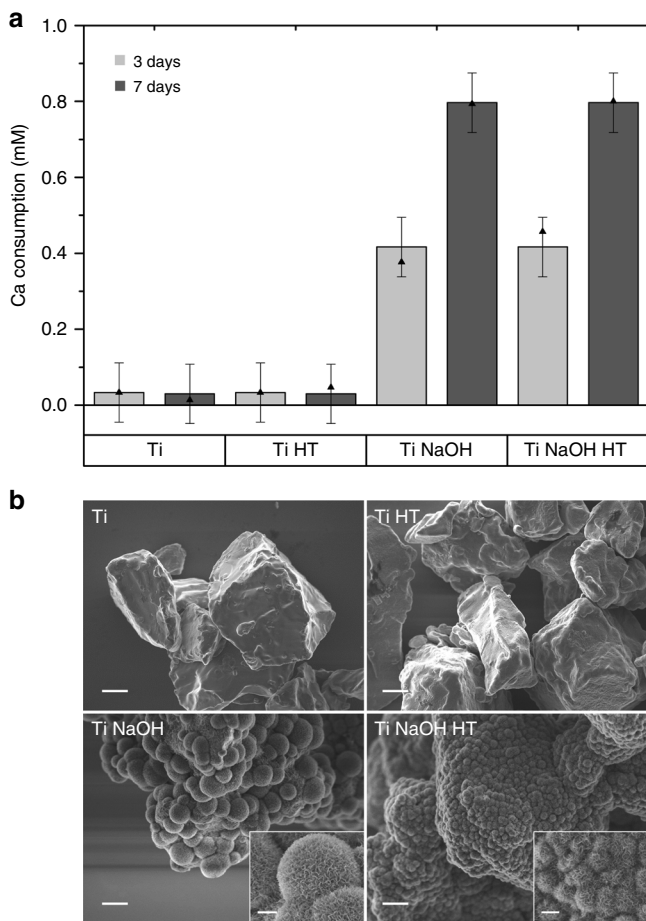 a
1.0
0.8
0.6
0.4
0.2
0.0
Ca consumption (mM)
3 days
7 days
Ti
Ti HT
Ti NaOH
Ti NaOH HT
b
Ti
Ti HT
Ti NaOH
Ti NaOH HT